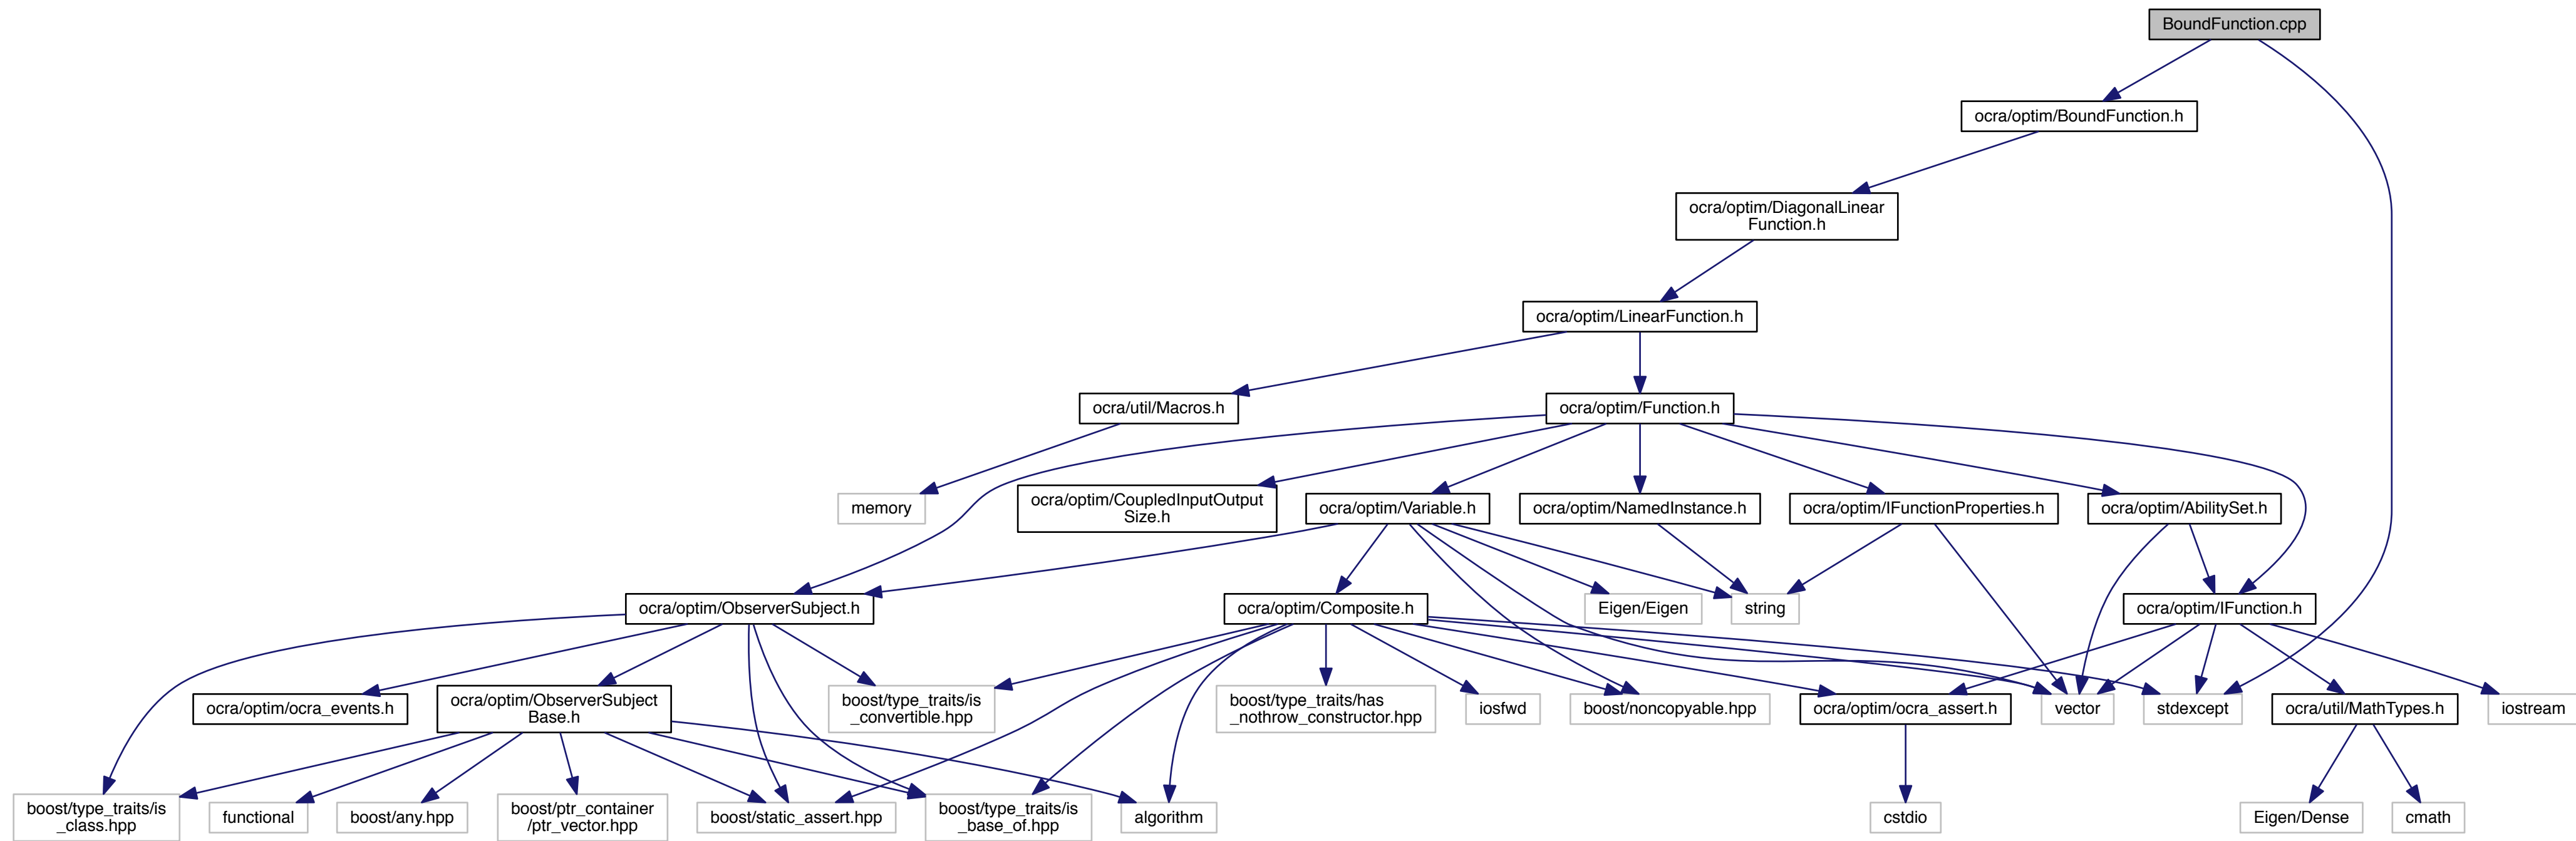 BoundFunction.cpp
ocra/optim/BoundFunction.h
ocra/optim/DiagonalLinear
Function.h
ocra/optim/LinearFunction.h
ocra/util/Macros.h
ocra/optim/Function.h
memory
ocra/optim/CoupledInputOutput
Size.h
ocra/optim/Variable.h
ocra/optim/NamedInstance.h
ocra/optim/IFunctionProperties.h
ocra/optim/AbilitySet.h
ocra/optim/ObserverSubject.h
ocra/optim/Composite.h
Eigen/Eigen
string
ocra/optim/IFunction.h
ocra/optim/ocra_events.h
ocra/optim/ObserverSubject
Base.h
boost/type_traits/is
_convertible.hpp
boost/type_traits/has
_nothrow_constructor.hpp
iosfwd
boost/noncopyable.hpp
ocra/optim/ocra_assert.h
vector
stdexcept
ocra/util/MathTypes.h
iostream
boost/type_traits/is
_class.hpp
functional
boost/any.hpp
boost/ptr_container
/ptr_vector.hpp
boost/static_assert.hpp
boost/type_traits/is
_base_of.hpp
algorithm
cstdio
Eigen/Dense
cmath